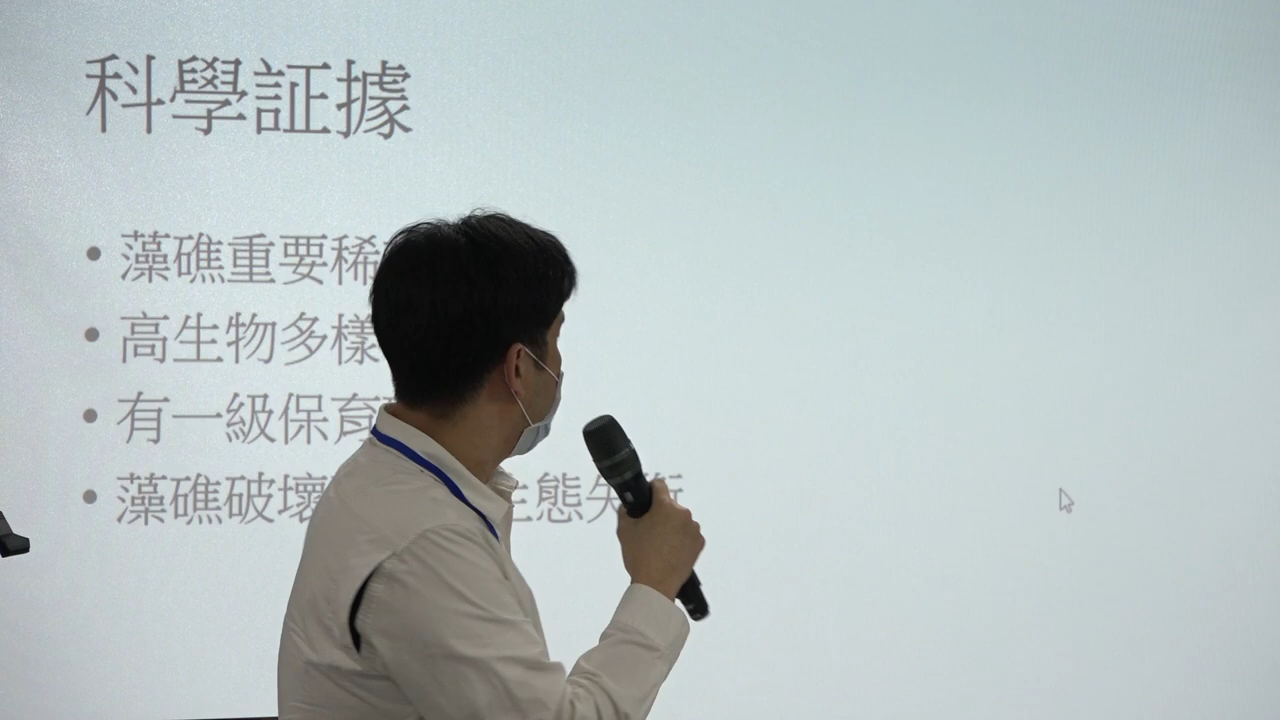 科學証據
• 藻礁重要稀
• 高生物多樣
• 有一級保育
• 藻礁破壞 生態失衡